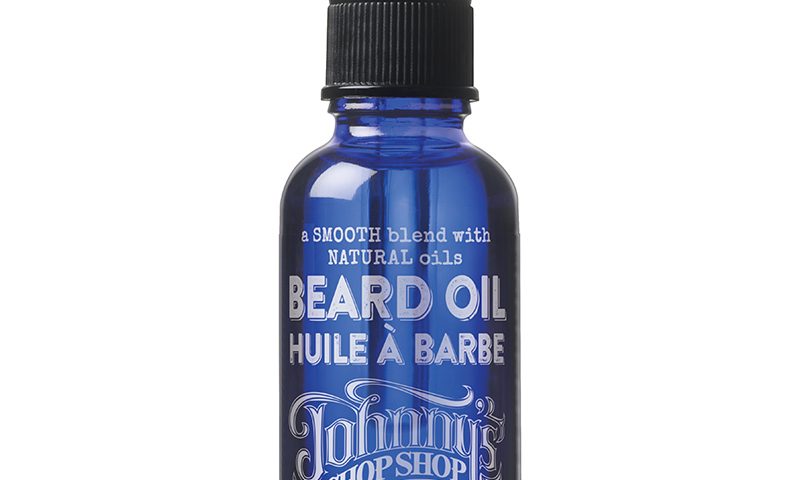 a SMOOTH blend with
NATURAL oils
BEARD OIL
HUILE À BARBE
Johnny's
CHOP SHOP